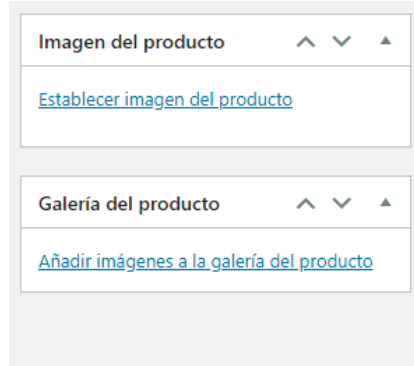 Imagen del producto
Establecer imagen del producto
Galería del producto
Añadir imágenes a la galería del producto